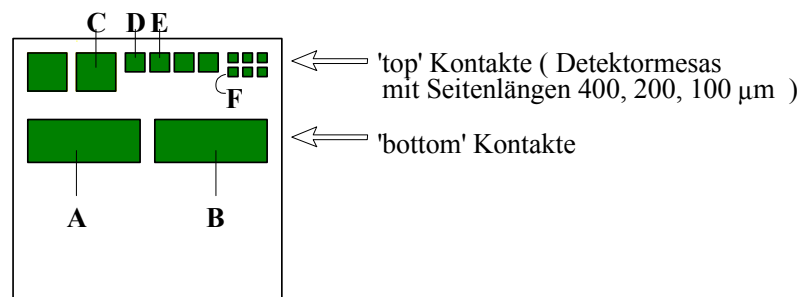 C D E
'top' Kontakte ( Detektormesas
mit Seitenlängen 400, 200, 100 µm )
F
'bottom' Kontakte
A B